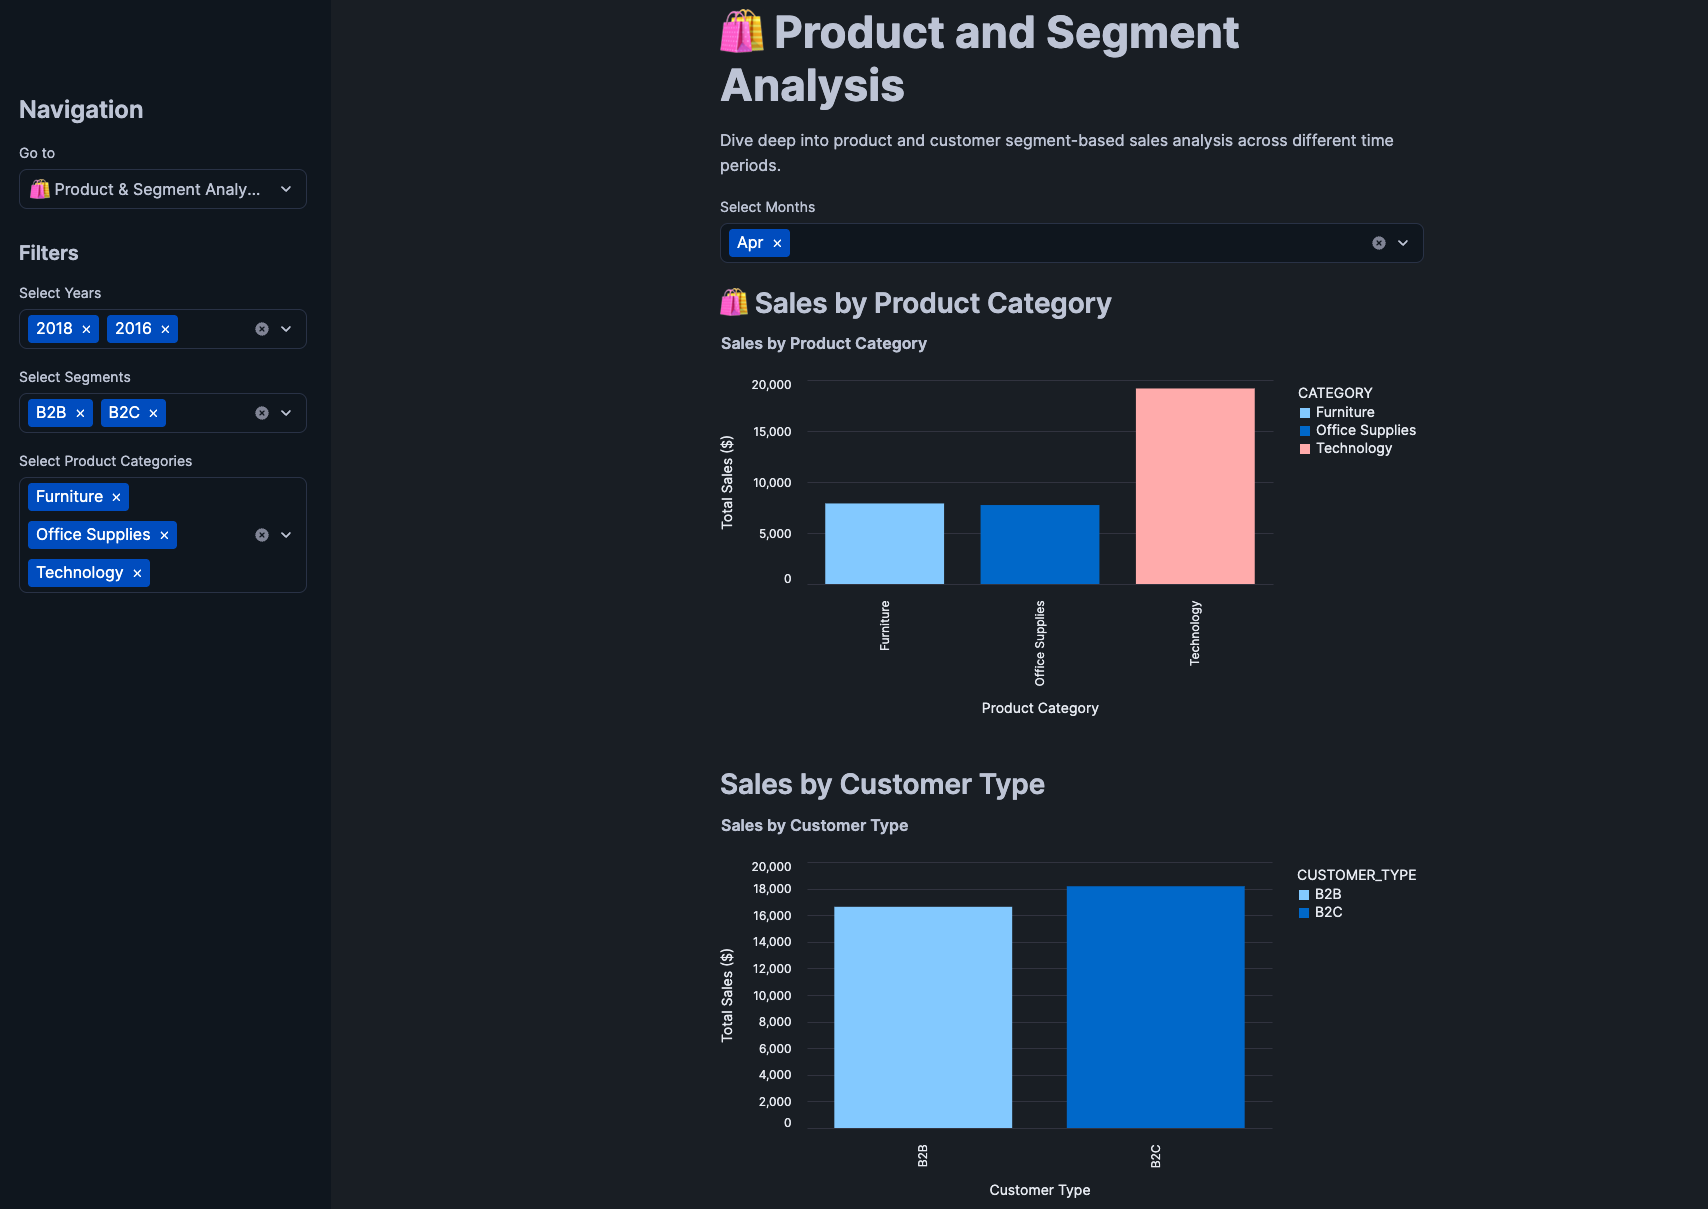 Navigation
Go to
Product & Segment Analy...
Filters
Select Years
2018 × 2016 ×
Select Segments
B2B × B2C ×
Select Product Categories
Furniture ×
Office Supplies ×
Technology ×
Product and Segment
Analysis
Dive deep into product and customer segment-based sales analysis across different time
periods.
Select Months
Apr ×
Sales by Product Category
Sales by Product Category
Total Sales ($)
20,000
15,000
10,000
5,000
0
Furniture
Office Supplies
Technology
Product Category
CATEGORY
Furniture
Office Supplies
Technology
Sales by Customer Type
Sales by Customer Type
Total Sales ($)
20,000
18,000
16,000
14,000
12,000
10,000
8,000
6,000
4,000
2,000
0
B2B
B2C
Customer Type
CUSTOMER_TYPE
B2B
B2C